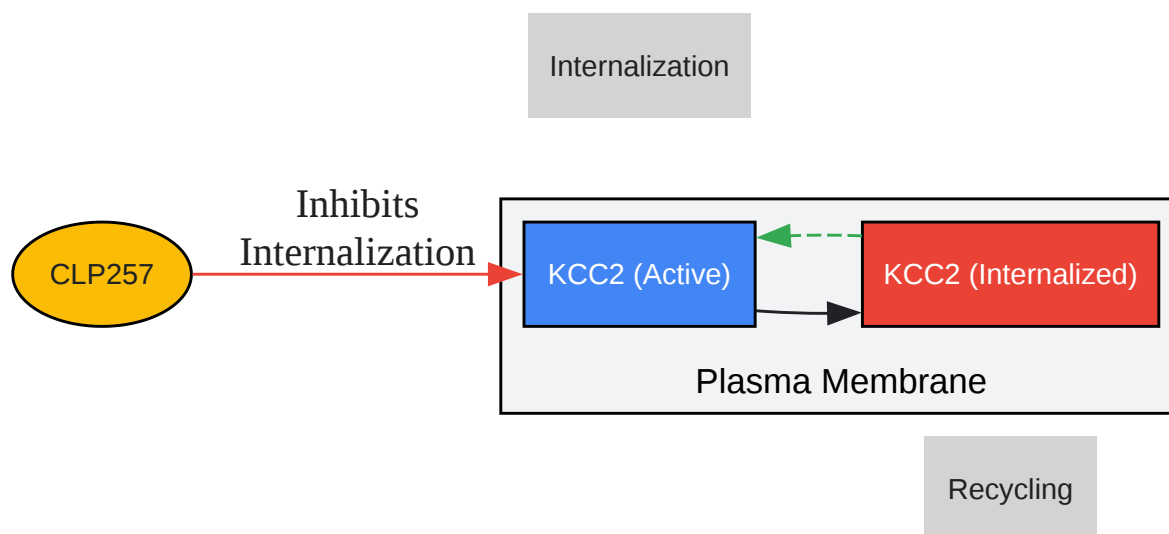 Internalization
Inhibits
Internalization
CLP257
KCC2 (Active)
KCC2 (Internalized)
Plasma Membrane
Recycling